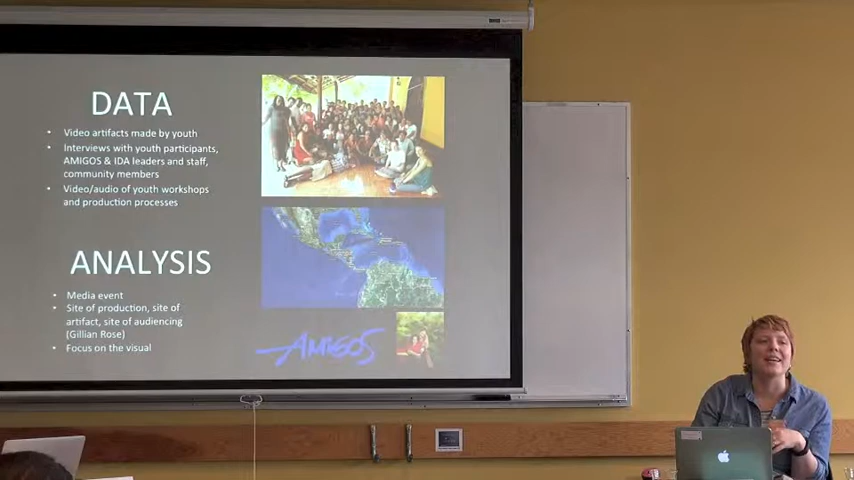 DATA
• Video artifacts made by youth
• Interviews with youth participants,
AMIGOS & IDA leaders and staff,
community members
• Video/audio of youth workshops
and production processes
ANALYSIS
• Media event
• Site of production, site of
artifact, site of audiencing
(Gillian Rose)
• Focus on the visual
AMIGOS